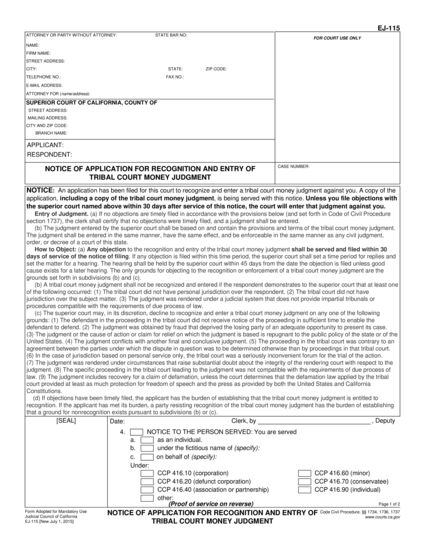 EJ-115
ATTORNEY OR PARTY WITHOUT ATTORNEY: STATE BAR NO:
FOR COURT USE ONLY
NAME:
FIRM NAME:
STREET ADDRESS:
CITY: STATE: ZIP CODE:
TELEPHONE NO.: FAX NO.:
E-MAIL ADDRESS:
ATTORNEY FOR (name/address):
SUPERIOR COURT OF CALIFORNIA, COUNTY OF
STREET ADDRESS:
MAILING ADDRESS:
CITY AND ZIP CODE:
BRANCH NAME:
APPLICANT:
RESPONDENT:
NOTICE OF APPLICATION FOR RECOGNITION AND ENTRY OF
TRIBAL COURT MONEY JUDGMENT
CASE NUMBER:
NOTICE: An application has been filed for this court to recognize and enter a tribal court money judgment against you. A copy of the
application, including a copy of the tribal court money judgment, is being served with this notice. Unless you file objections with
the superior court named above within 30 days after service of this notice, the court will enter that judgment against you.
Entry of Judgment. (a) If no objections are timely filed in accordance with the provisions below (and set forth in Code of Civil Procedure
section 1737), the clerk shall certify that no objections were timely filed, and a judgment shall be entered.
(b) The judgment entered by the superior court shall be based on and contain the provisions and terms of the tribal court money judgment.
The judgment shall be entered in the same manner, have the same effect, and be enforceable in the same manner as any civil judgment,
order, or decree of a court of this state.
How to Object: (a) Any objection to the recognition and entry of the tribal court money judgment shall be served and filed within 30
days of service of the notice of filing. If any objection is filed within this time period, the superior court shall set a time period for replies and
set the matter for a hearing. The hearing shall be held by the superior court within 45 days from the date the objection is filed unless good
cause exists for a later hearing. The only grounds for objecting to the recognition or enforcement of a tribal court money judgment are the
grounds set forth in subdivisions (b) and (c).
(b) A tribal court money judgment shall not be recognized and entered if the respondent demonstrates to the superior court that at least one
of the following occurred: (1) The tribal court did not have personal jurisdiction over the respondent. (2) The tribal court did not have
jurisdiction over the subject matter. (3) The judgment was rendered under a judicial system that does not provide impartial tribunals or
procedures compatible with the requirements of due process of law.
(c) The superior court may, in its discretion, decline to recognize and enter a tribal court money judgment on any one of the following
grounds: (1) The defendant in the proceeding in the tribal court did not receive notice of the proceeding in sufficient time to enable the
defendant to defend. (2) The judgment was obtained by fraud that deprived the losing party of an adequate opportunity to present its case.
(3) The judgment or the cause of action or claim for relief on which the judgment is based is repugnant to the public policy of the state or of the
United States. (4) The judgment conflicts with another final and conclusive judgment. (5) The proceeding in the tribal court was contrary to an
agreement between the parties under which the dispute in question was to be determined otherwise than by proceedings in that tribal court.
(6) In the case of jurisdiction based on personal service only, the tribal court was a seriously inconvenient forum for the trial of the action.
(7) The judgment was rendered under circumstances that raise substantial doubt about the integrity of the rendering court with respect to the
judgment. (8) The specific proceeding in the tribal court leading to the judgment was not compatible with the requirements of due process of
law. (9) The judgment includes recovery for a claim of defamation, unless the court determines that the defamation law applied by the tribal
court provided at least as much protection for freedom of speech and the press as provided by both the United States and California
Constitutions.
(d) If objections have been timely filed, the applicant has the burden of establishing that the tribal court money judgment is entitled to
recognition. If the applicant has met its burden, a party resisting recognition of the tribal court money judgment has the burden of establishing
that a ground for nonrecognition exists pursuant to subdivisions (b) or (c).
[SEAL] Date: Clerk, by , Deputy
4. NOTICE TO THE PERSON SERVED: You are served
a. as an individual.
b. under the fictitious name of (specify):
c. on behalf of (specify):
Under:
CCP 416.10 (corporation) CCP 416.60 (minor)
CCP 416.20 (defunct corporation) CCP 416.70 (conservatee)
CCP 416.40 (association or partnership) CCP 416.90 (individual)
other:
(Proof of service on reverse)
Page 1 of 2
Form Adopted for Mandatory Use
Judicial Council of California
EJ-115 [New July 1, 2015]
NOTICE OF APPLICATION FOR RECOGNITION AND ENTRY OF
TRIBAL COURT MONEY JUDGMENT
Code Civil Procedure, §§ 1734, 1736, 1737
www.courts.ca.gov